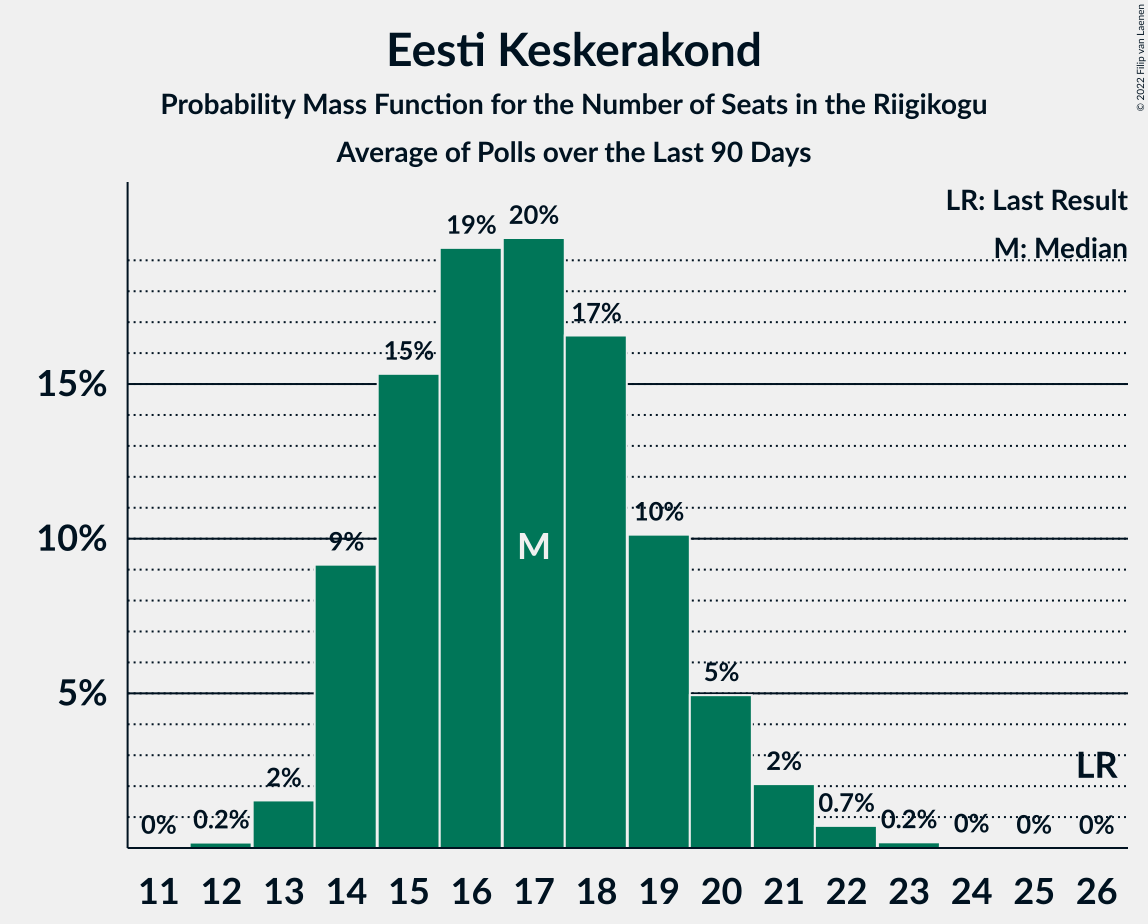 Eesti Keskerakond
Probability Mass Function for the Number of Seats in the Riigikogu
Average of Polls over the Last 90 Days
© 2022 Filip van Laenen
LR: Last Result
M: Median
15%
10%
5%
0%
0.2%
2%
9%
15%
19%
20%
17%
10%
5%
2%
0.7%
0.2%
0%
0%
0%
M
LR
11 12 13 14 15 16 17 18 19 20 21 22 23 24 25 26